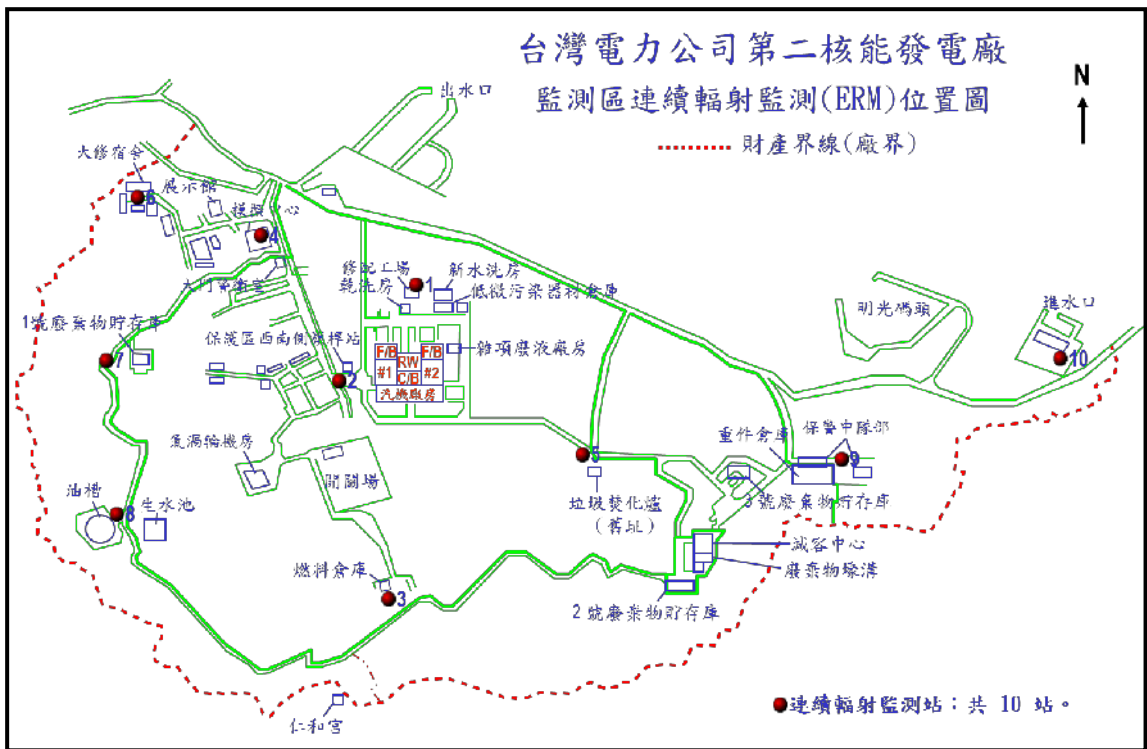 台灣電力公司第二核能發電廠
監測區連續輻射監測(ERM)位置圖
財產界線(廠界)
N
出水口
大修宿舍
6
展示館
模擬中心
4
大門警衛室
修配工場
1
新水洗房
乾洗房
低微污染器材倉庫
明光碼頭
進水口
10
1號廢棄物貯存庫
7
保護區西南側欄桿站
2
F/B
F/B
RW
#1
#2
C/B
汽機廠房
雜項廢液廠房
重件倉庫
保警中隊部
9
5
氣渦輪機房
開關場
垃圾焚化爐
(舊址)
3號廢棄物貯存庫
油槽
8
生水池
減容中心
廢棄物壕溝
燃料倉庫
3
2號廢棄物貯存庫
仁和宮
連續輻射監測站:共 10 站。